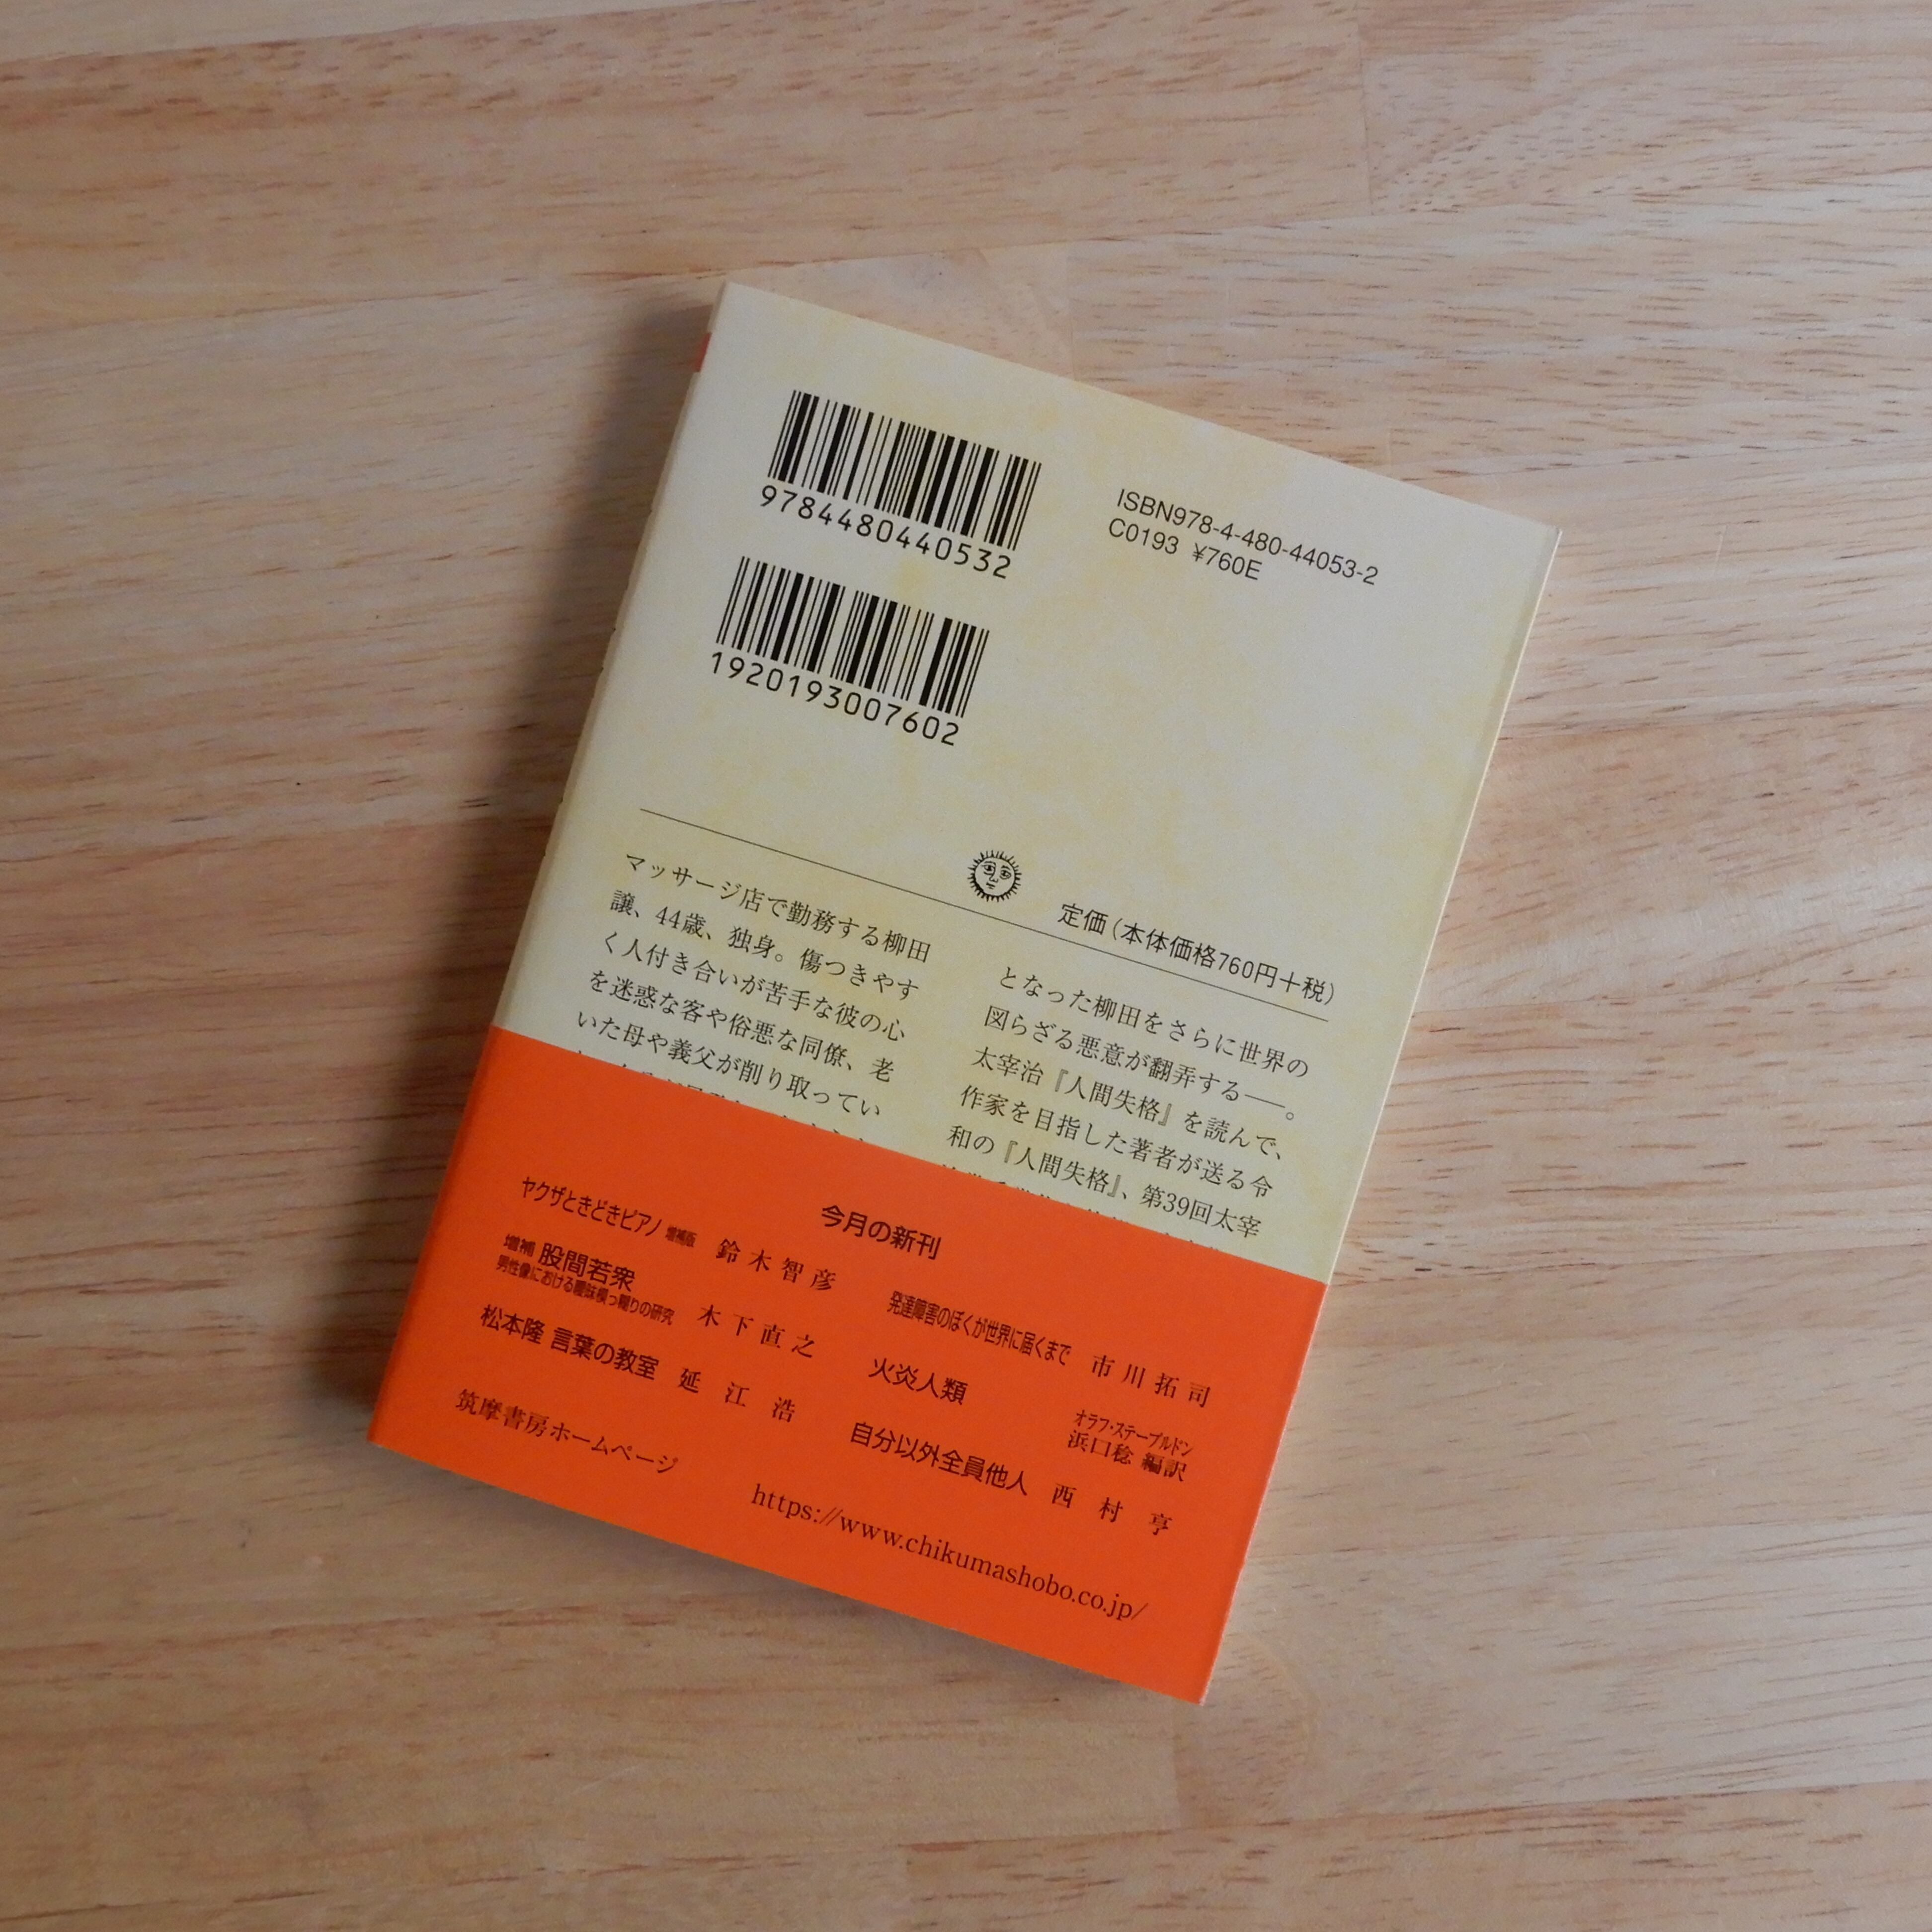 9784480440532
1920193007602
ISBN978-4-480-44053-2
C0193 ¥760E
定価(本体価格760円+税)
マッサージ店で勤務する柳田
譲、44歳、独身。傷つきやす
く人付き合いが苦手な彼の心
を迷惑な客や俗悪な同僚、老
いた母や義父が削り取ってい
となった柳田をさらに世界の
図らざる悪意が翻弄する──。
太宰治『人間失格』を読んで、
作家を目指した著者が送る令
和の『人間失格』、第39回太宰
今月の新刊
ヤクザときどきピアノ 増補版 鈴木智彦
増補 股間若衆
男性像における曖昧模っ糊りの研究 木下直之
松本隆 言葉の教室 延江浩
発達障害のぼくが世界に届くまで 市川拓司
火炎人類
オラフ・ステープルドン
浜口稔 編訳
自分以外全員他人 西村亨
筑摩書房ホームページ
https://www.chikumashobo.co.jp/